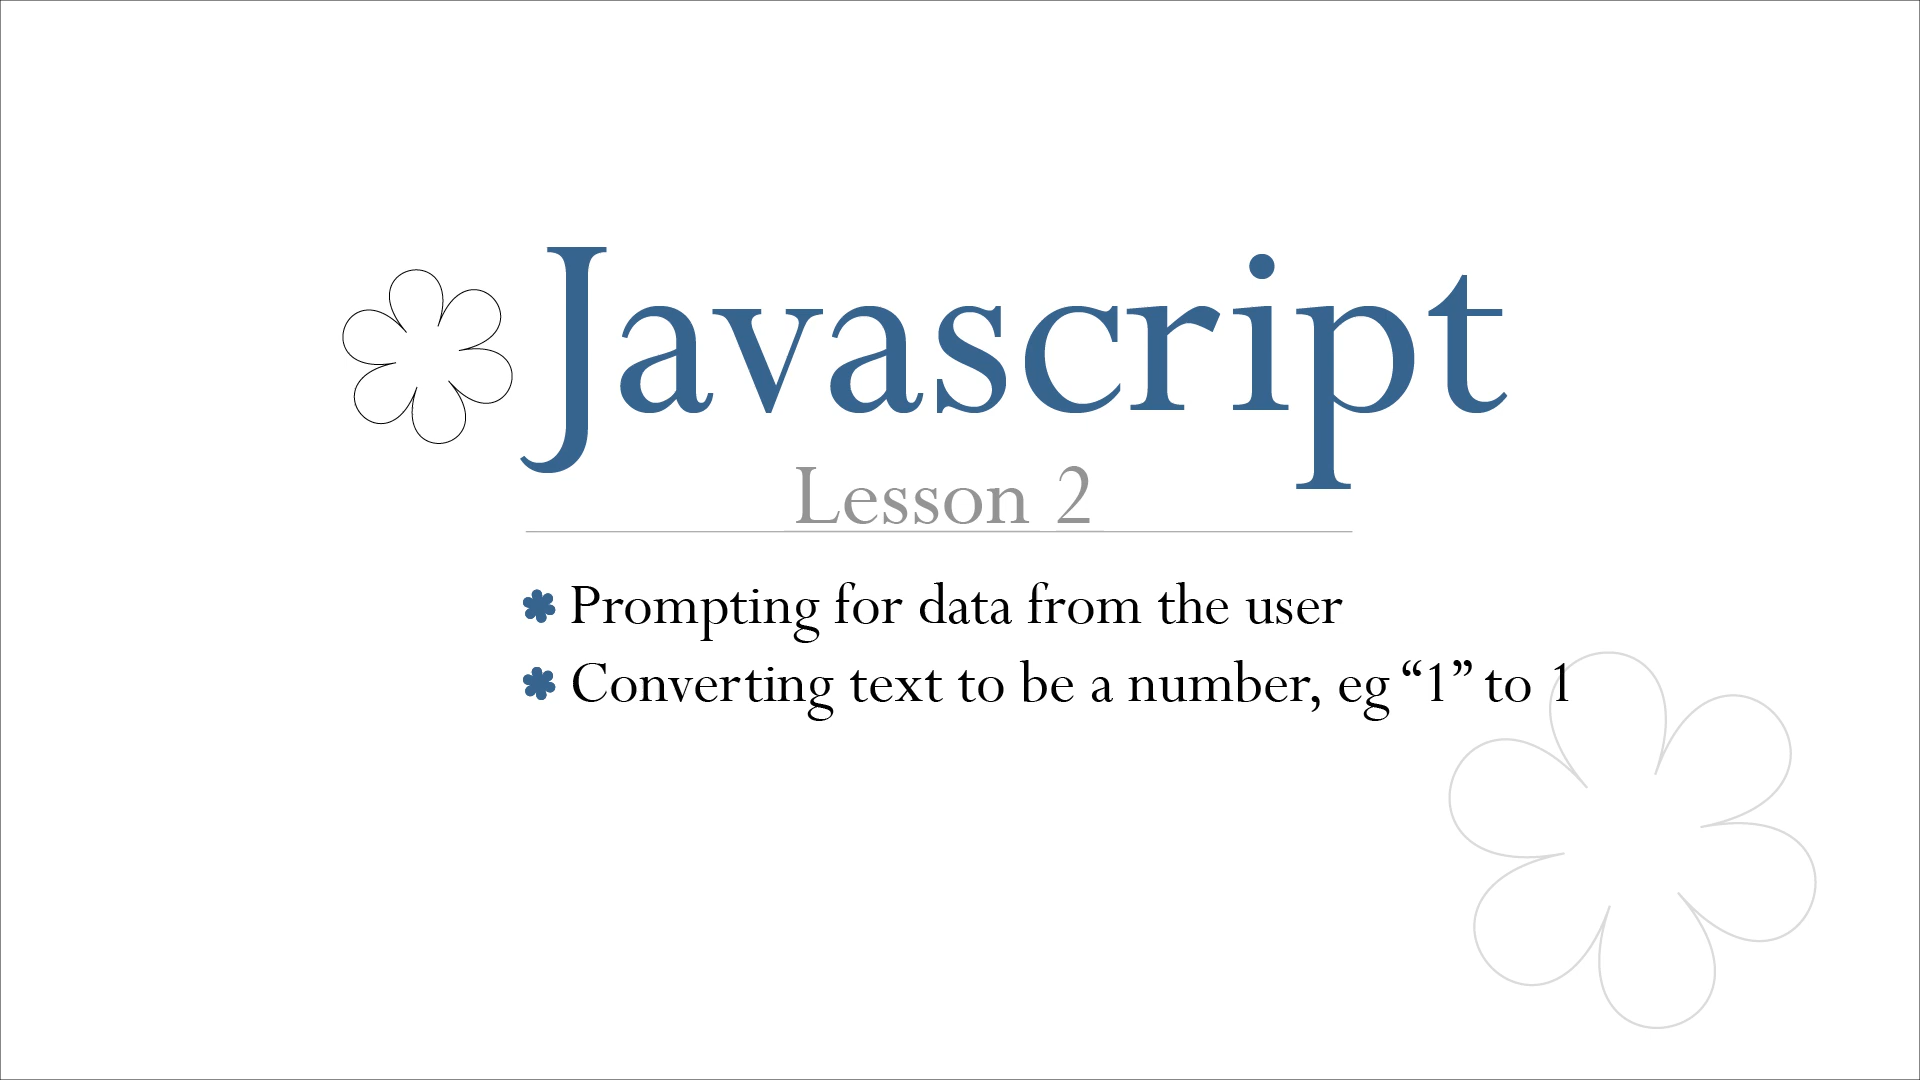 Javascript
Lesson 2
Prompting for data from the user
Converting text to be a number, eg “1” to 1